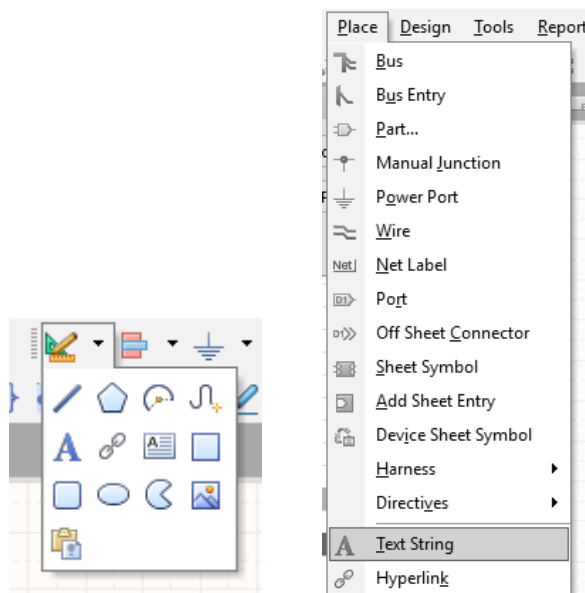 Place Design Tools Report
Bus
Bus Entry
Part...
Manual Junction
Power Port
Wire
Net Net Label
D1 Port
D1 Off Sheet Connector
Sheet Symbol
Add Sheet Entry
Device Sheet Symbol
Harness
Directives
A Text String
Hyperlink
A
A